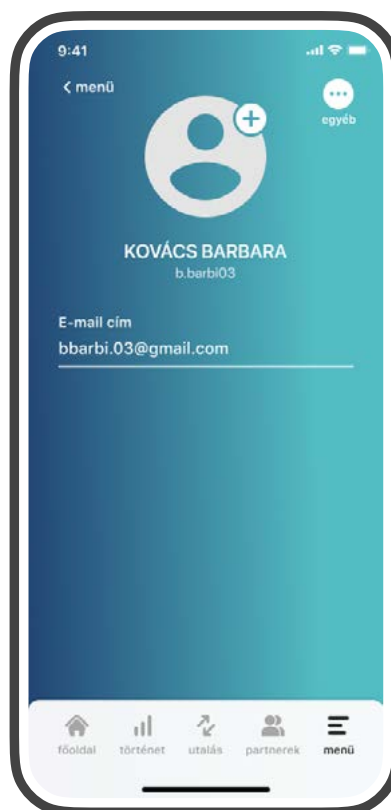 9:41
< menü
egyéb
KOVÁCS BARBARA
b.barbi03
E-mail cím
bbarbi.03@gmail.com
főoldal történet utalás partnerek menü